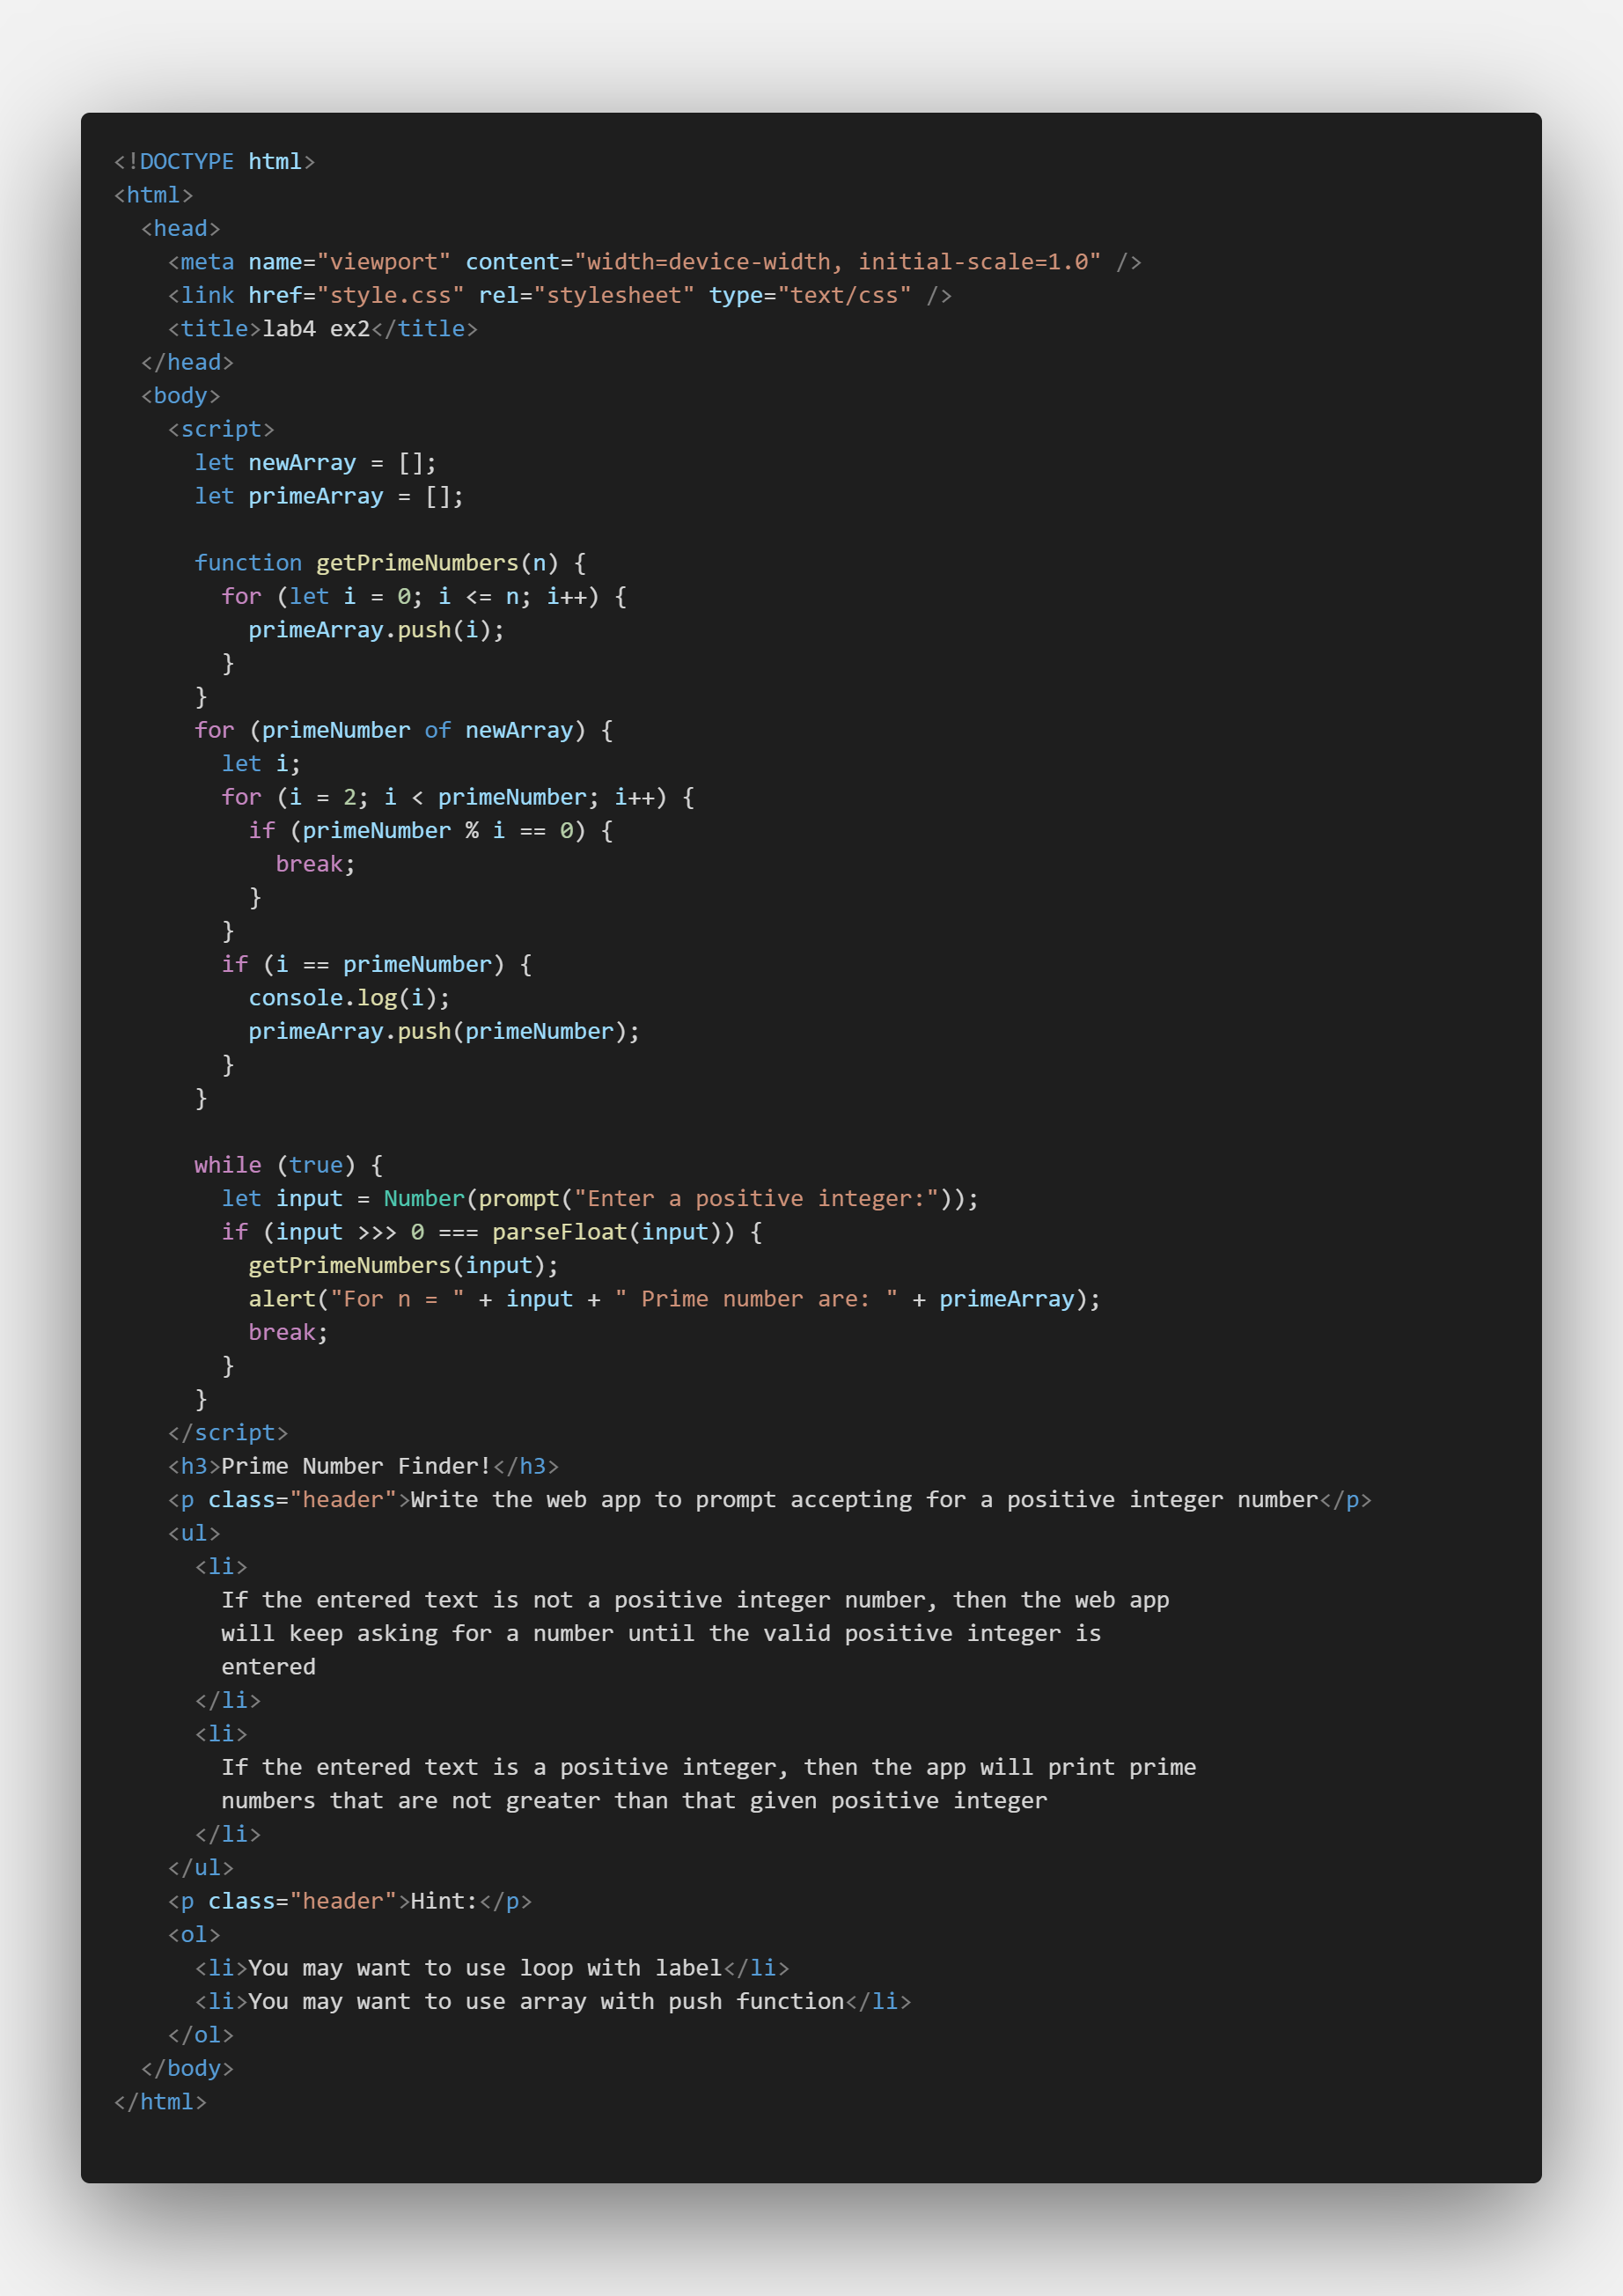 <!DOCTYPE html>
<html>
  <head>
    <meta name="viewport" content="width=device-width, initial-scale=1.0" />
    <link href="style.css" rel="stylesheet" type="text/css" />
    <title>lab4 ex2</title>
  </head>
  <body>
    <script>
      let newArray = [];
      let primeArray = [];

      function getPrimeNumbers(n) {
        for (let i = 0; i <= n; i++) {
          primeArray.push(i);
        }
      }
      for (primeNumber of newArray) {
        let i;
        for (i = 2; i < primeNumber; i++) {
          if (primeNumber % i == 0) {
            break;
          }
        }
        if (i == primeNumber) {
          console.log(i);
          primeArray.push(primeNumber);
        }
      }

      while (true) {
        let input = Number(prompt("Enter a positive integer:"));
        if (input >>> 0 === parseFloat(input)) {
          getPrimeNumbers(input);
          alert("For n = " + input + " Prime number are: " + primeArray);
          break;
        }
      }
    </script>
    <h3>Prime Number Finder!</h3>
    <p class="header">Write the web app to prompt accepting for a positive integer number</p>
    <ul>
      <li>
        If the entered text is not a positive integer number, then the web app
        will keep asking for a number until the valid positive integer is
        entered
      </li>
      <li>
        If the entered text is a positive integer, then the app will print prime
        numbers that are not greater than that given positive integer
      </li>
    </ul>
    <p class="header">Hint:</p>
    <ol>
      <li>You may want to use loop with label</li>
      <li>You may want to use array with push function</li>
    </ol>
  </body>
</html>